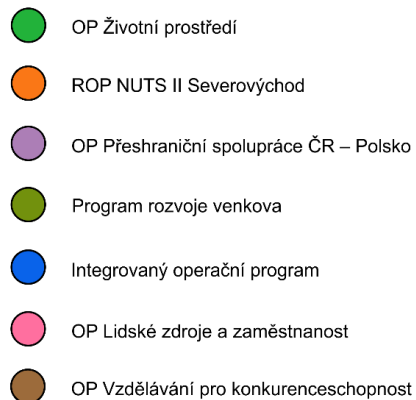 OP Životní prostředí
ROP NUTS II Severovýchod
OP Přeshraniční spolupráce ČR – Polsko
Program rozvoje venkova
Integrovaný operační program
OP Lidské zdroje a zaměstnanost
OP Vzdělávání pro konkurenceschopnost